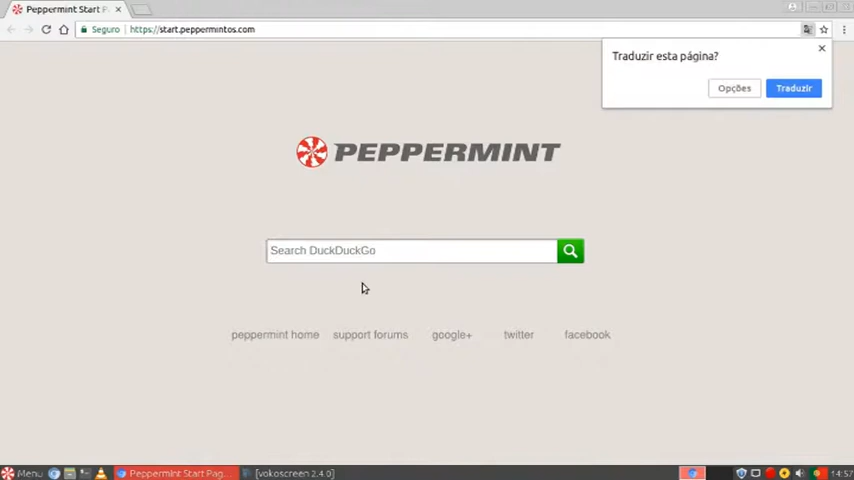 Peppermint Start P
Seguro
https://start.peppermintos.com
Traduzir esta página?
Opções
Traduzir
PEPPERMINT
Search DuckDuckGo
peppermint home support forums google+ twitter facebook
Menu
Peppermint Start Pag...
[vokoscreen 2.4.0]
14:57